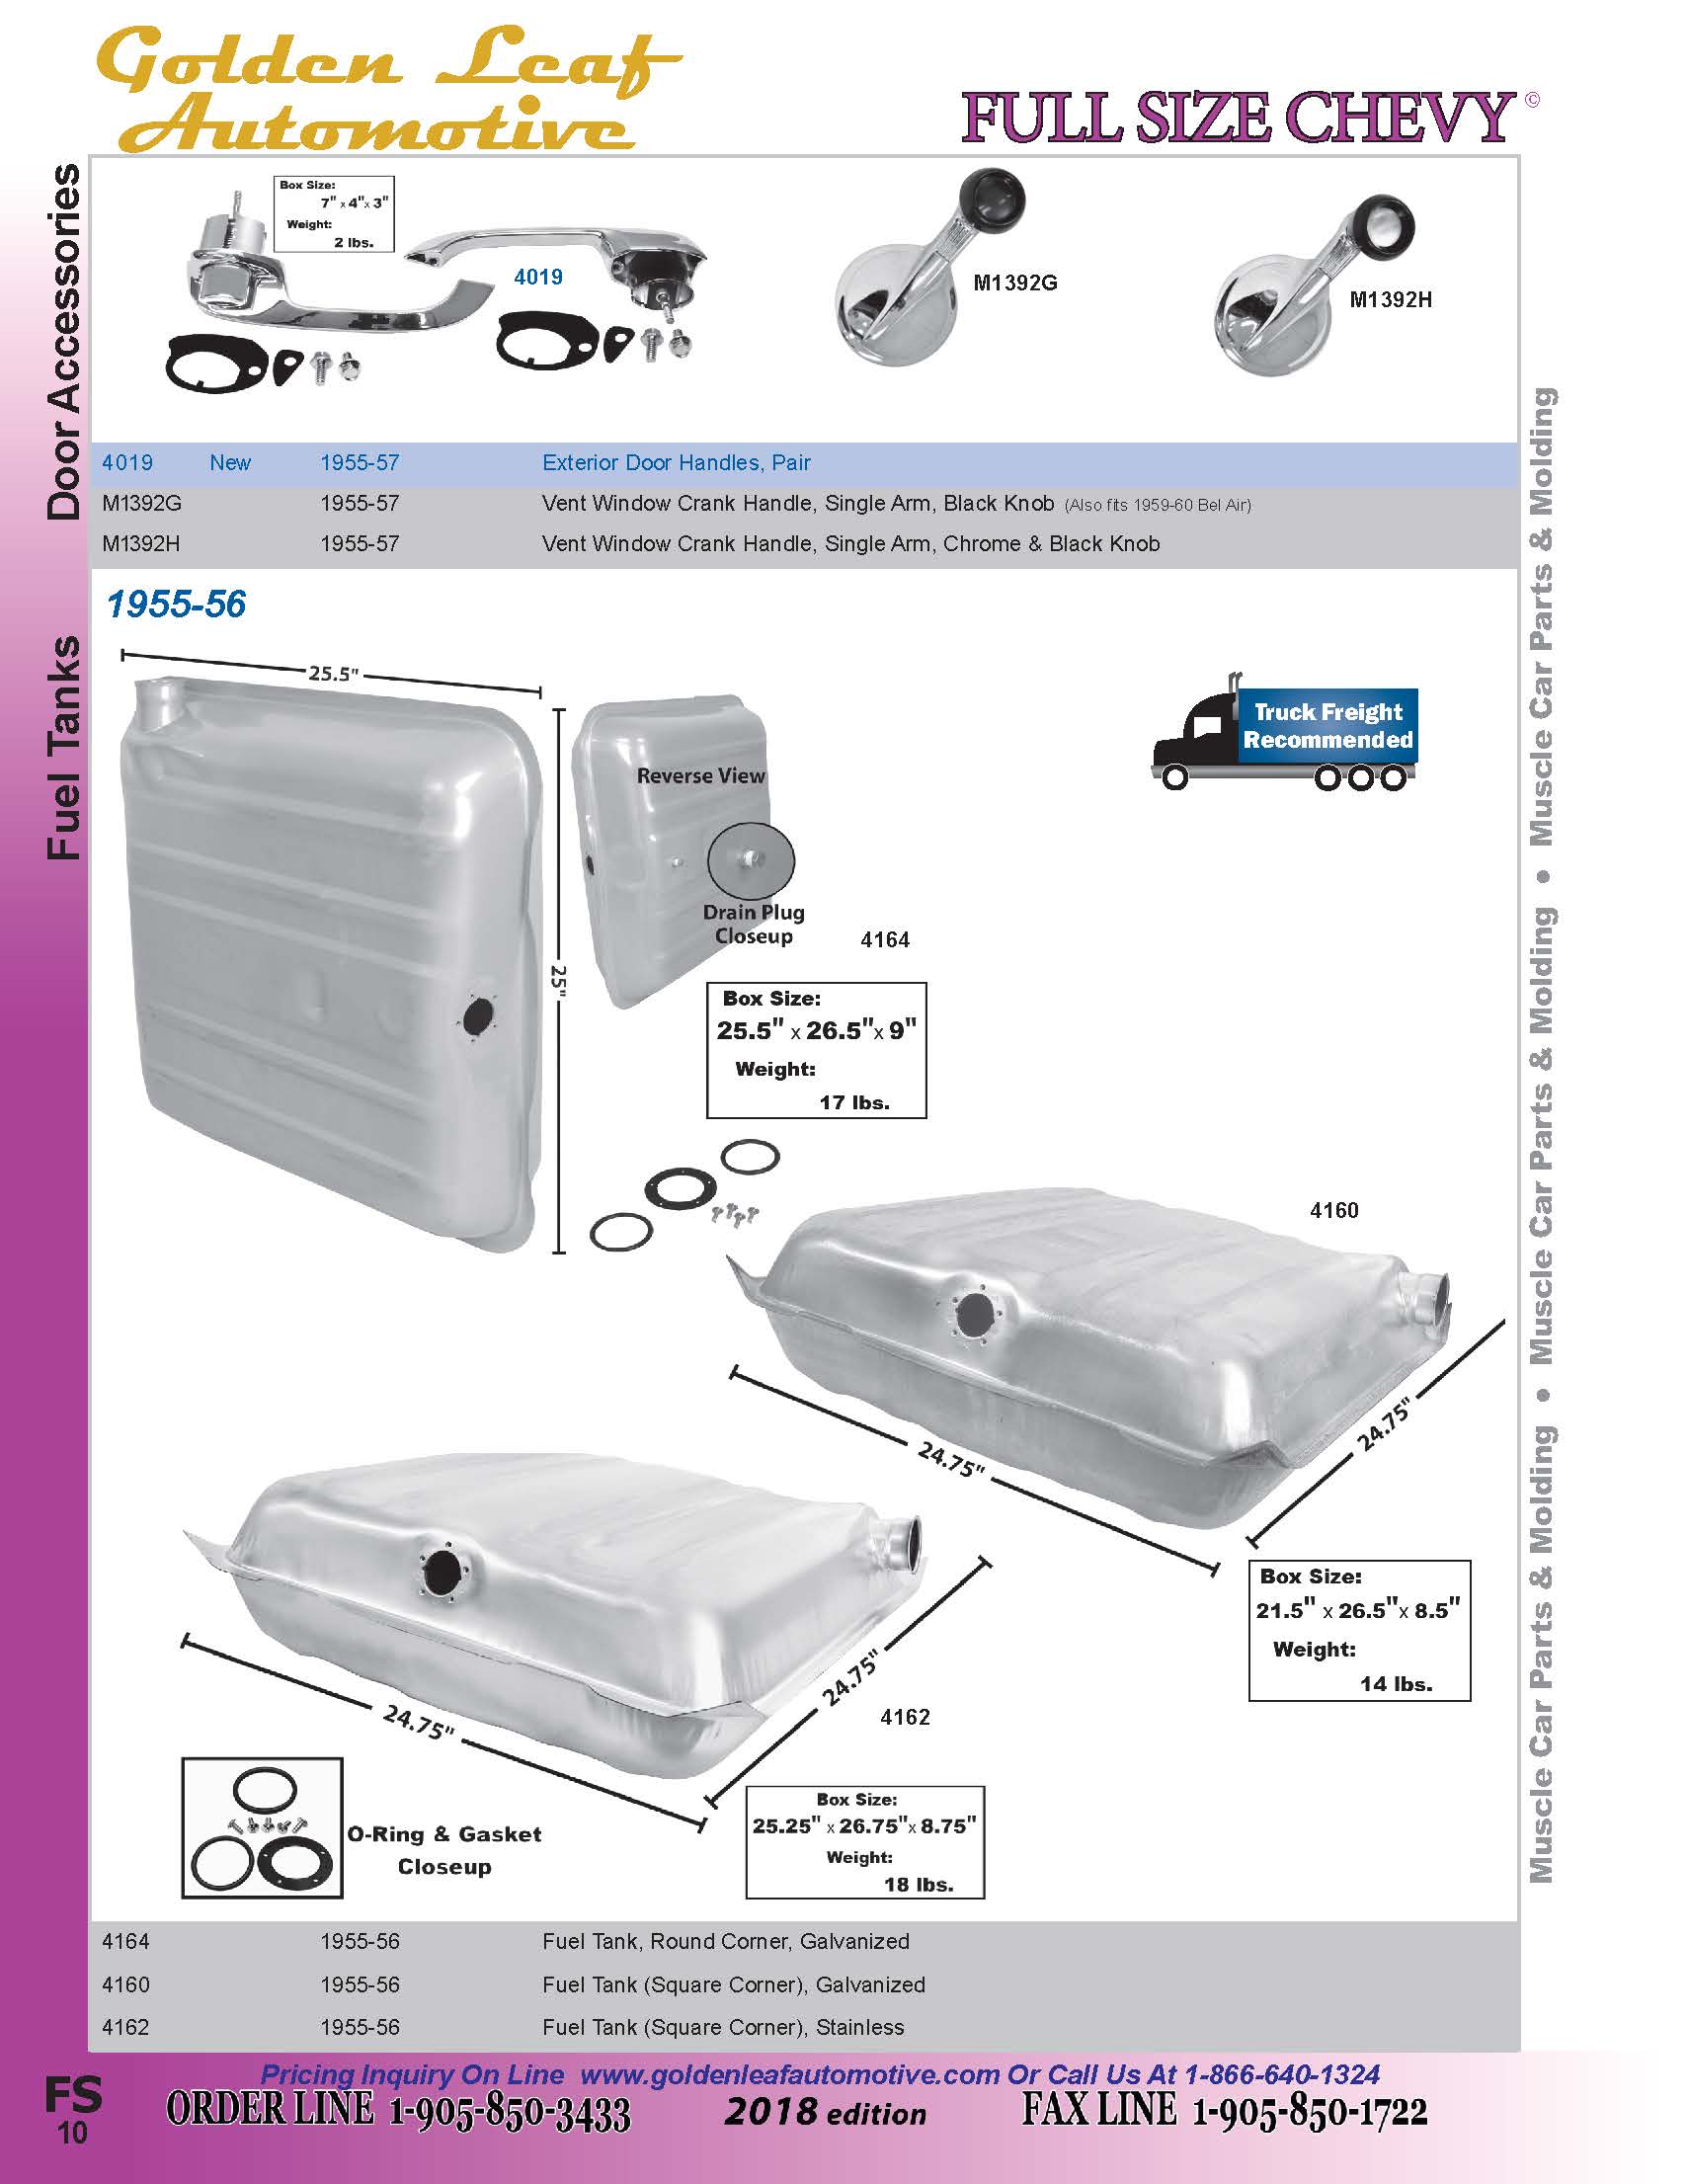 Golden Leaf
Automotive
FULL SIZE CHEVY©
Door Accessories
Fuel Tanks
Box Size:
7" x 4"x 3"
Weight:
2 lbs.
4019
M1392G
M1392H
4019 New 1955-57 Exterior Door Handles, Pair
M1392G 1955-57 Vent Window Crank Handle, Single Arm, Black Knob (Also fits 1959-60 Bel Air)
M1392H 1955-57 Vent Window Crank Handle, Single Arm, Chrome & Black Knob
1955-56
25.5"
Truck Freight
Recommended
Reverse View
Drain Plug
Closeup
4164
25"
Box Size:
25.5" x 26.5"x 9"
Weight:
17 lbs.
4160
24.75"
24.75"
Box Size:
21.5" x 26.5"x 8.5"
Weight:
14 lbs.
24.75"
24.75"
4162
O-Ring & Gasket
Closeup
Box Size:
25.25" x 26.75"x 8.75"
Weight:
18 lbs.
4164 1955-56 Fuel Tank, Round Corner, Galvanized
4160 1955-56 Fuel Tank (Square Corner), Galvanized
4162 1955-56 Fuel Tank (Square Corner), Stainless
Muscle Car Parts & Molding • Muscle Car Parts & Molding • Muscle Car Parts & Molding
Pricing Inquiry On Line www.goldenleafautomotive.com Or Call Us At 1-866-640-1324
FS
10
ORDER LINE 1-905-850-3433 2018 edition FAX LINE 1-905-850-1722